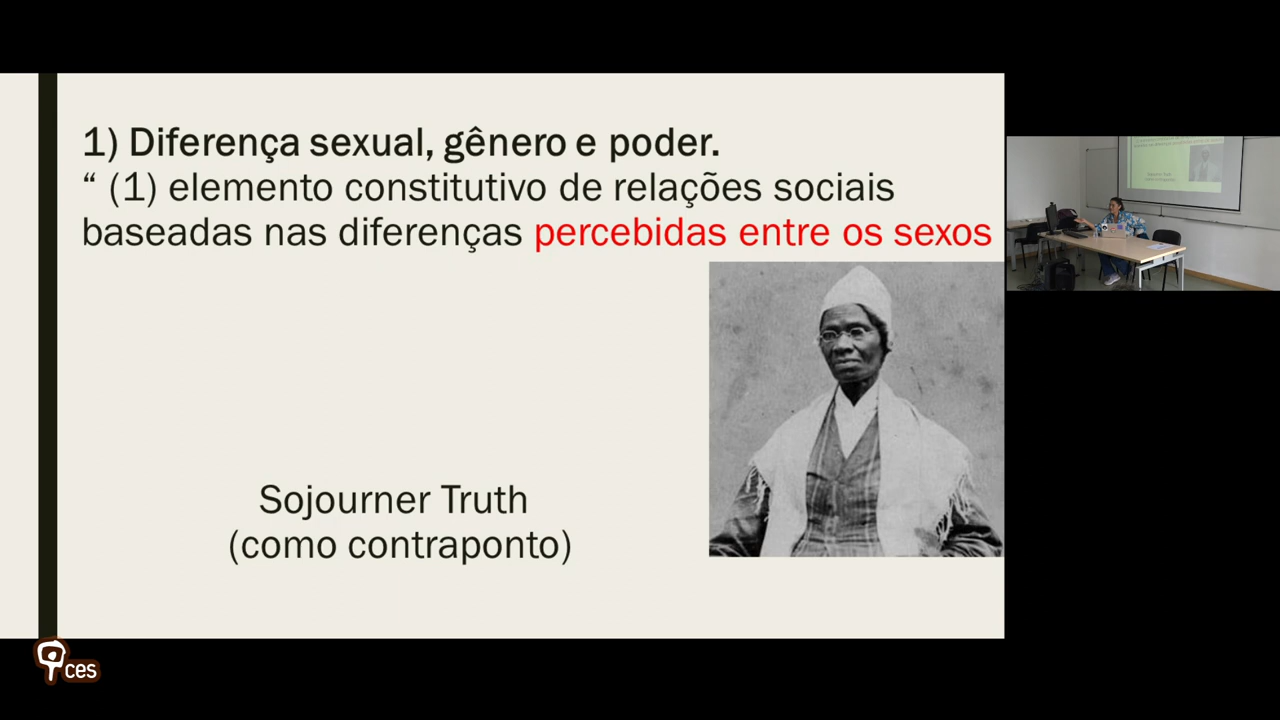 1) Diferença sexual, gênero e poder.
“ (1) elemento constitutivo de relações sociais
baseadas nas diferenças percebidas entre os sexos
Sojourner Truth
(como contraponto)
ces